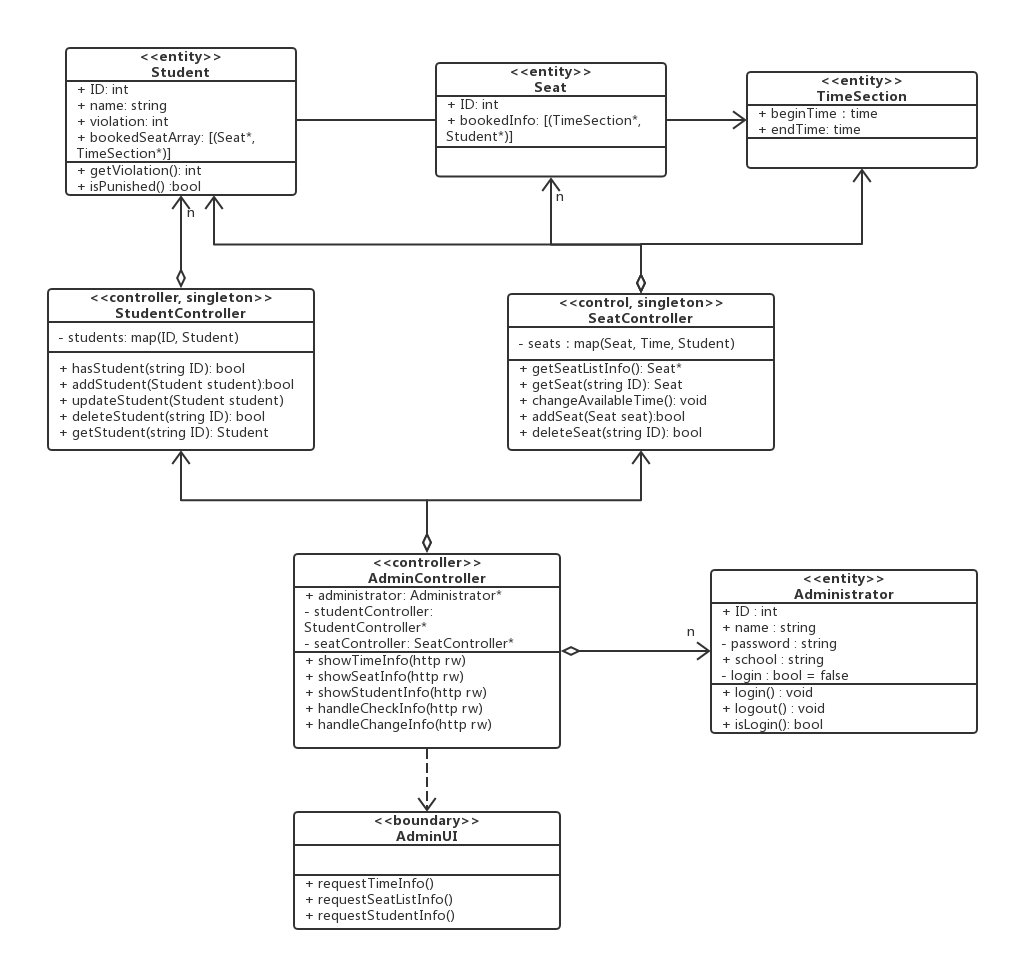 <<entity>>
Student
+ ID: int
+ name: string
+ violation: int
+ bookedSeatArray: [(Seat*,
TimeSection*)]
+ getViolation(): int
+ isPunished() :bool
<<entity>>
Seat
+ ID: int
+ bookedInfo: [(TimeSection*,
Student*)]
<<entity>>
TimeSection
+ beginTime : time
+ endTime: time
n
n
<<controller, singleton>>
StudentController
- students: map(ID, Student)
+ hasStudent(string ID): bool
+ addStudent(Student student):bool
+ updateStudent(Student student)
+ deleteStudent(string ID): bool
+ getStudent(string ID): Student
<<control, singleton>>
SeatController
- seats : map(Seat, Time, Student)
+ getSeatListInfo(): Seat*
+ getSeat(string ID): Seat
+ changeAvailableTime(): void
+ addSeat(Seat seat):bool
+ deleteSeat(string ID): bool
<<controller>>
AdminController
+ administrator: Administrator*
- studentController:
StudentController*
- seatController: SeatController*
+ showTimeInfo(http rw)
+ showSeatInfo(http rw)
+ showStudentInfo(http rw)
+ handleCheckInfo(http rw)
+ handleChangeInfo(http rw)
n
<<entity>>
Administrator
+ ID : int
+ name : string
- password : string
+ school : string
- login : bool = false
+ login() : void
+ logout() : void
+ isLogin(): bool
<<boundary>>
AdminUI
+ requestTimeInfo()
+ requestSeatListInfo()
+ requestStudentInfo()